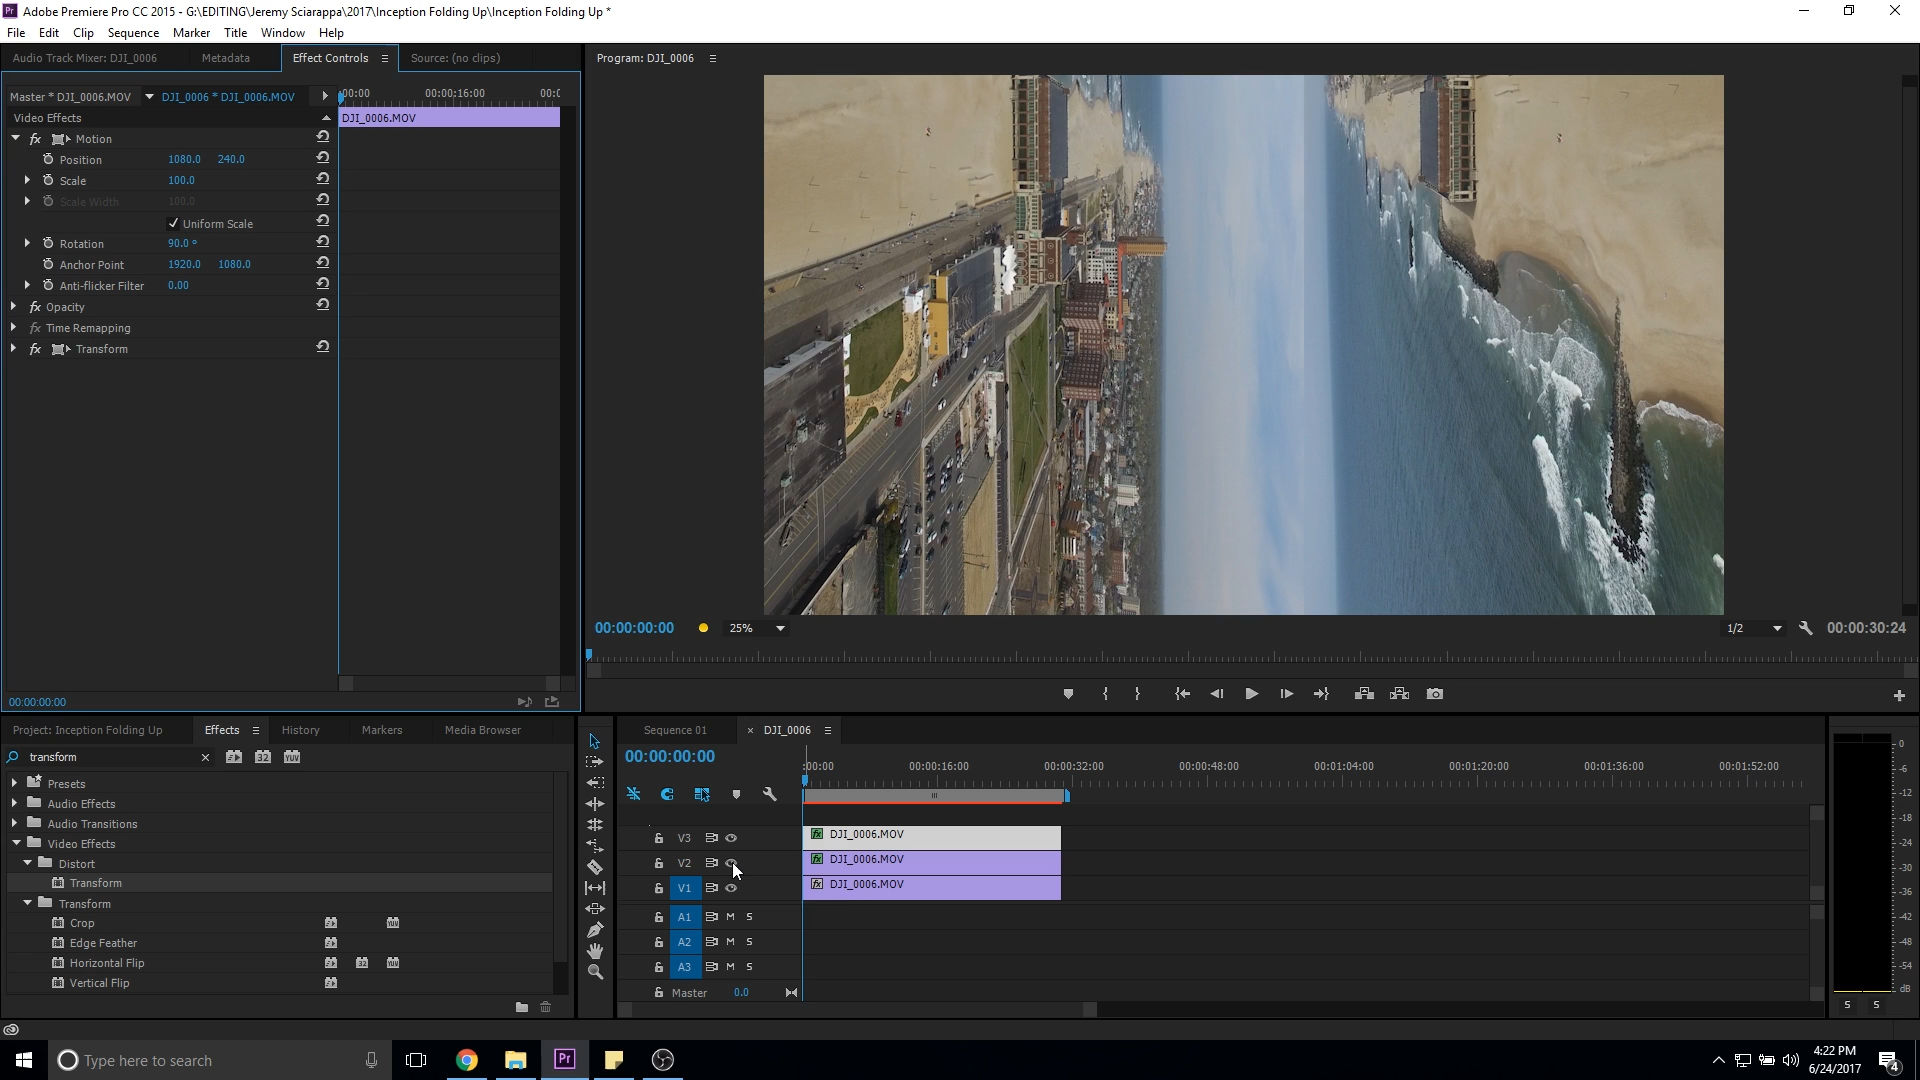 Adobe Premiere Pro CC 2015 - G:\EDITING\Jeremy Sciarappa\2017\Inception Folding Up\Inception Folding Up *
File Edit Clip Sequence Marker Title Window Help
Audio Track Mixer: DJI_0006 Metadata Effect Controls Source: (no clips)
Program: DJI_0006
Master * DJI_0006.MOV DJI_0006 * DJI_0006.MOV
:00:00 00:00:16:00 00:0
Video Effects
DJI_0006.MOV
fx Motion
Position 1080.0 240.0
Scale 100.0
Scale Width 100.0
Uniform Scale
Rotation 90.0 °
Anchor Point 1920.0 1080.0
Anti-flicker Filter 0.00
fx Opacity
fx Time Remapping
fx Transform
00:00:00:00
00:00:00:00 25% 1/2 00:00:30:24
Project: Inception Folding Up Effects History Markers Media Browser
transform
32 YUV
Presets
Audio Effects
Audio Transitions
Video Effects
Distort
Transform
Transform
Crop
Edge Feather
Horizontal Flip
Vertical Flip
Sequence 01 × DJI_0006
00:00:00:00
:00:00 00:00:16:00 00:00:32:00 00:00:48:00 00:01:04:00 00:01:20:00 00:01:36:00 00:01:52:00
V3 fx DJI_0006.MOV
V2 fx DJI_0006.MOV
V1 fx DJI_0006.MOV
A1 M S
A2 M S
A3 M S
Master 0.0
0
-6
-12
-18
-24
-30
-36
-42
-48
-54
dB
S S
Type here to search
Pr
4:22 PM
6/24/2017
4